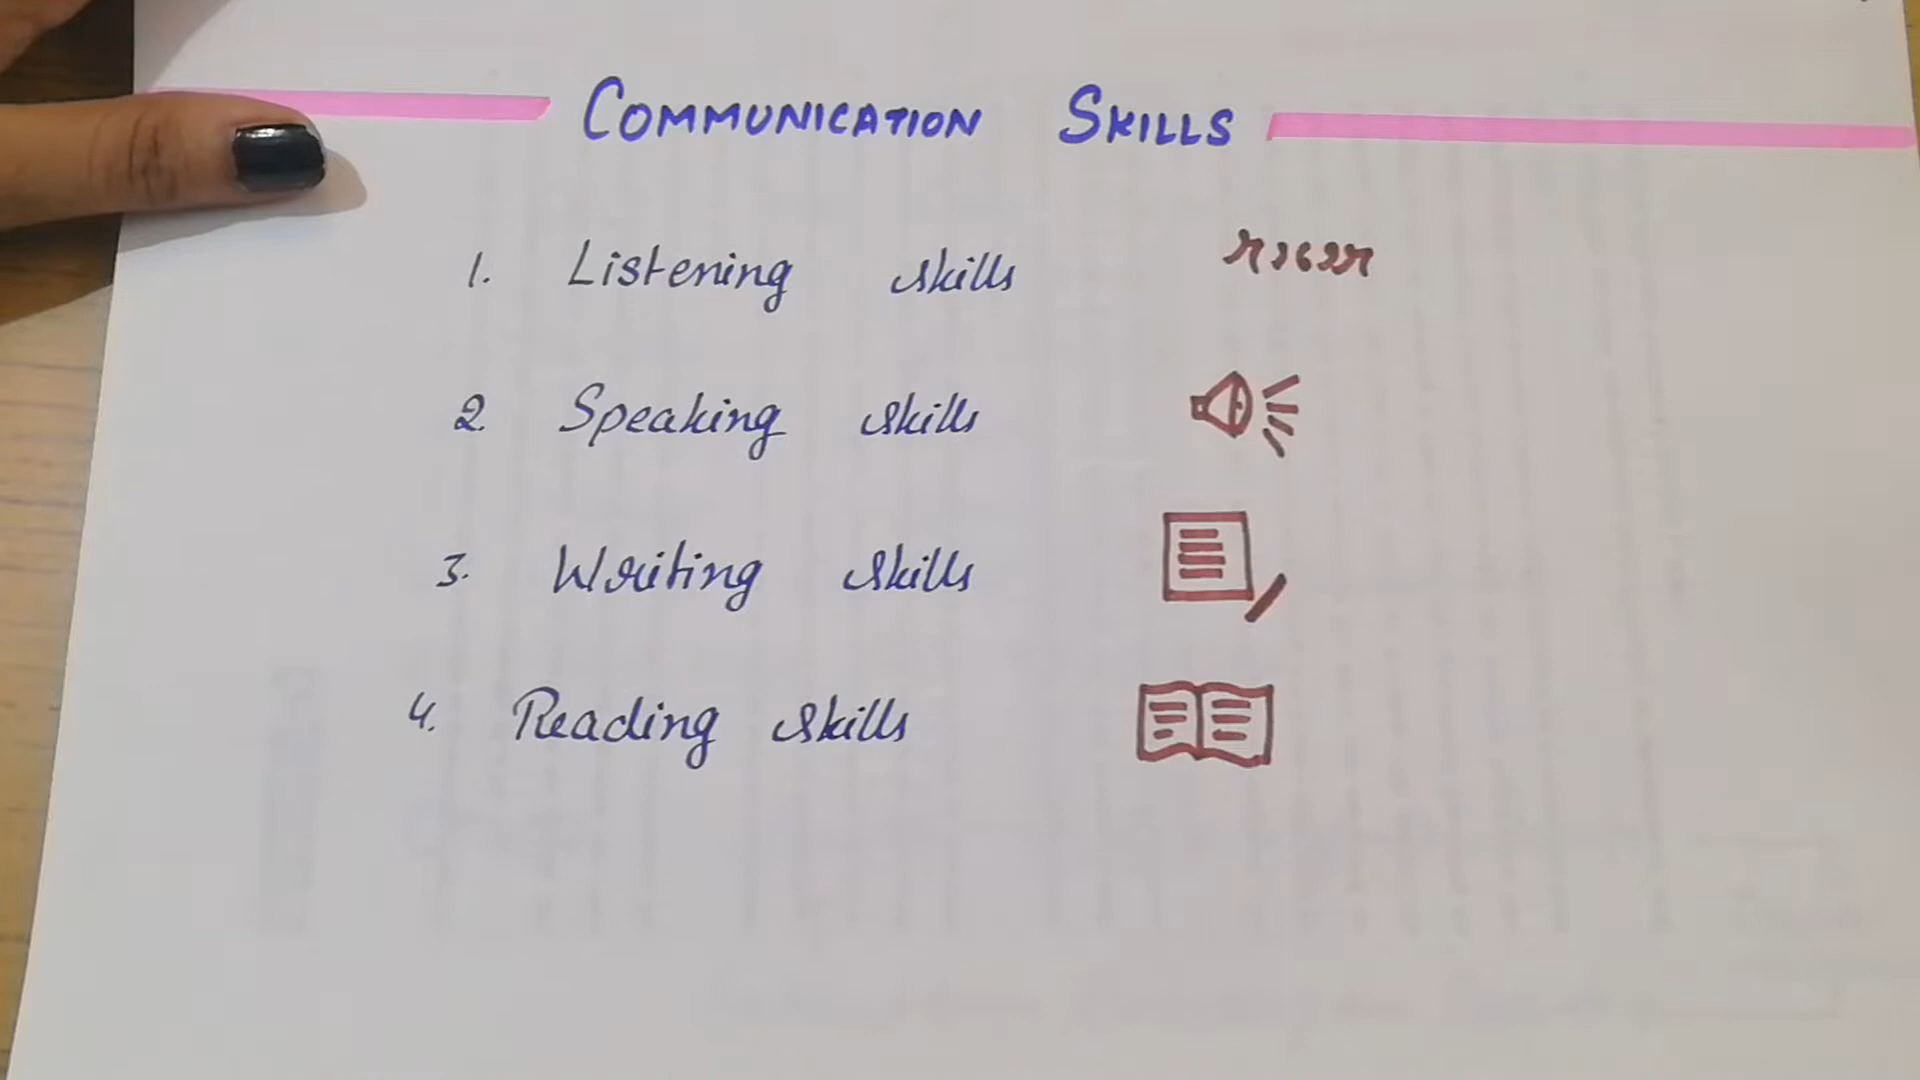 COMMUNICATION SKILLS
1. Listening skills
2. Speaking skills
3. Writing skills
4. Reading skills